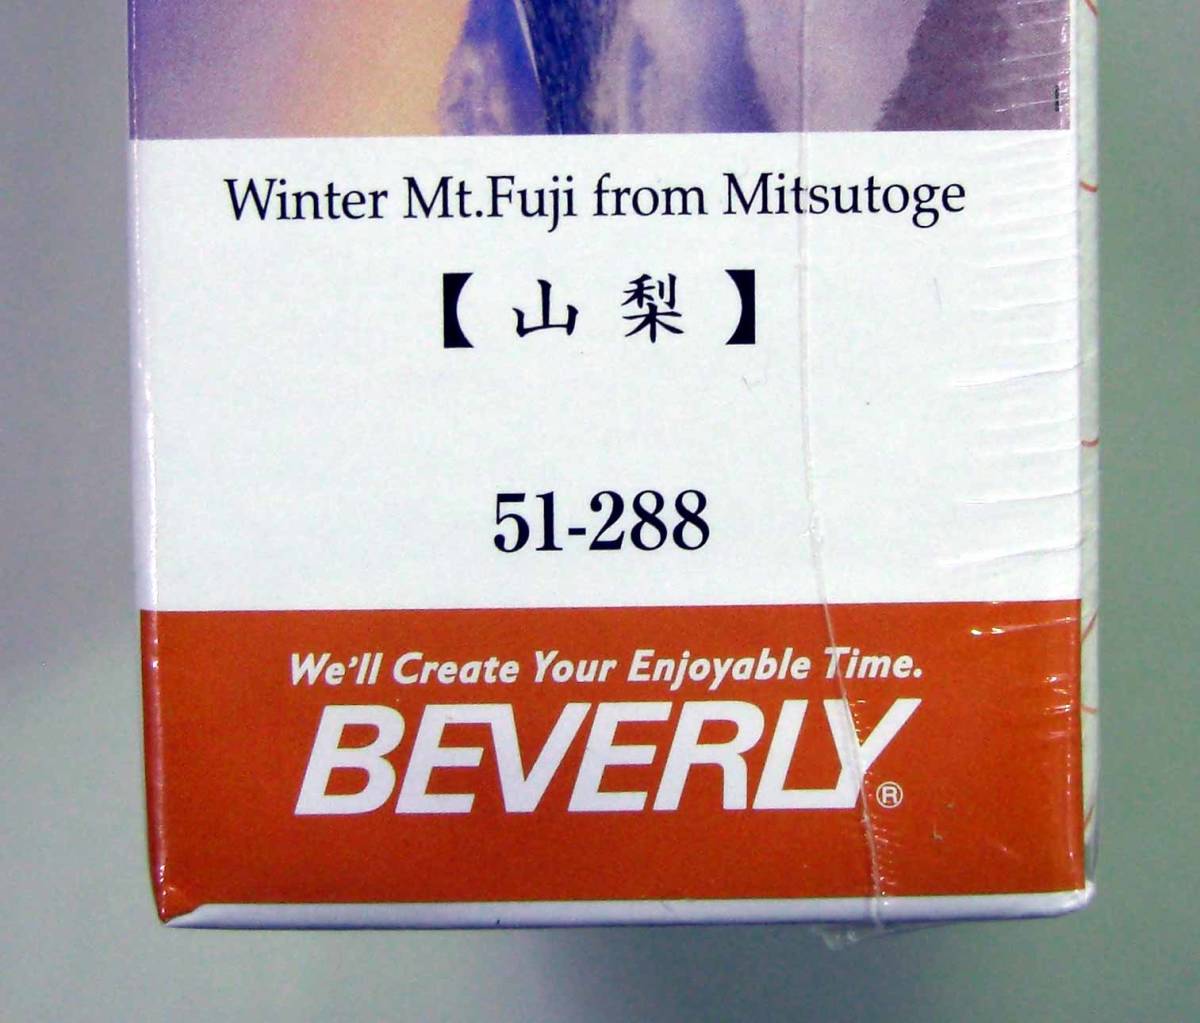 Winter Mt.Fuji from Mitsutoge
【山梨】
51-288
We'll Create Your Enjoyable Time.
BEVERLY®